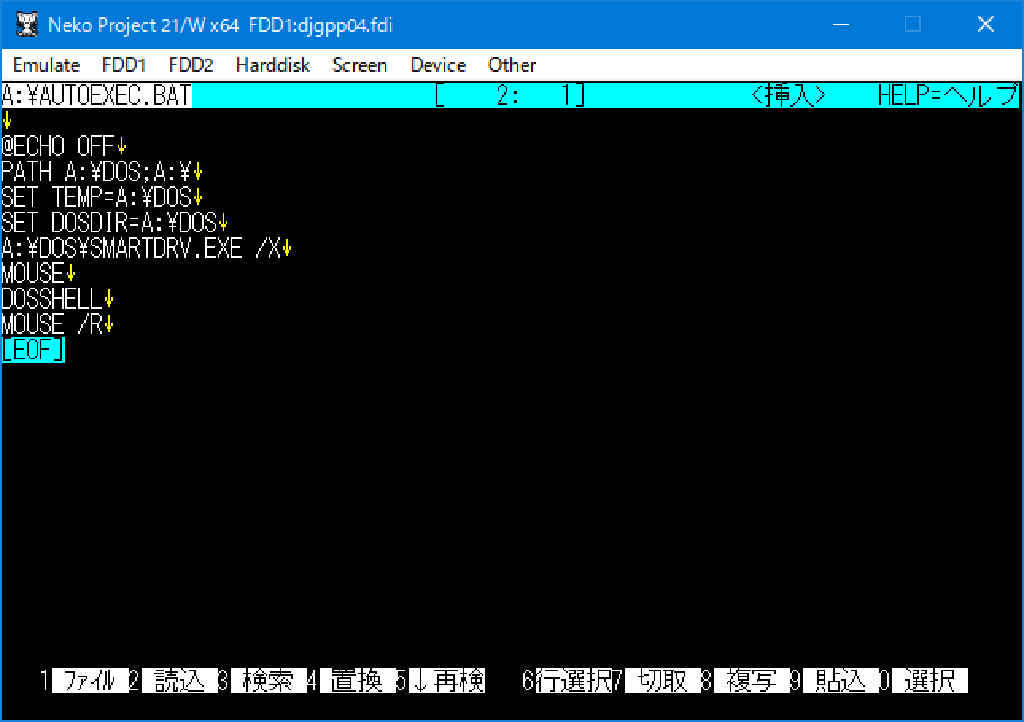 Neko Project 21/W x64 FDD1:djgpp04.fdi
Emulate FDD1 FDD2 Harddisk Screen Device Other
A:¥AUTOEXEC.BAT [ 2: 1] <挿入> HELP=ヘルプ
↓
@ECHO OFF↓
PATH A:¥DOS;A:¥↓
SET TEMP=A:¥DOS↓
SET DOSDIR=A:¥DOS↓
A:¥DOS¥SMARTDRV.EXE /X↓
MOUSE↓
DOSSHELL↓
MOUSE /R↓
[EOF]
1 ファイル 2 読込 3 検索 4 置換 5 ↓再検 6 行選択 7 切取 8 複写 9 貼込 0 選択